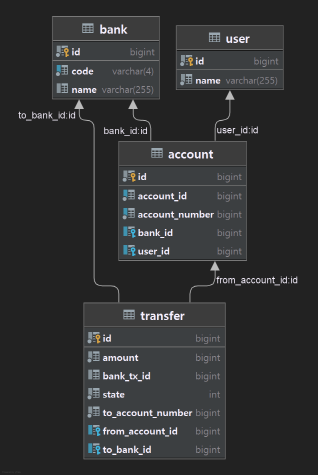 bank
id bigint
code varchar(4)
name varchar(255)
user
id bigint
name varchar(255)
to_bank_id:id
bank_id:id
user_id:id
account
id bigint
account_id bigint
account_number bigint
bank_id bigint
user_id bigint
from_account_id:id
transfer
id bigint
amount bigint
bank_tx_id bigint
state int
to_account_number bigint
from_account_id bigint
to_bank_id bigint